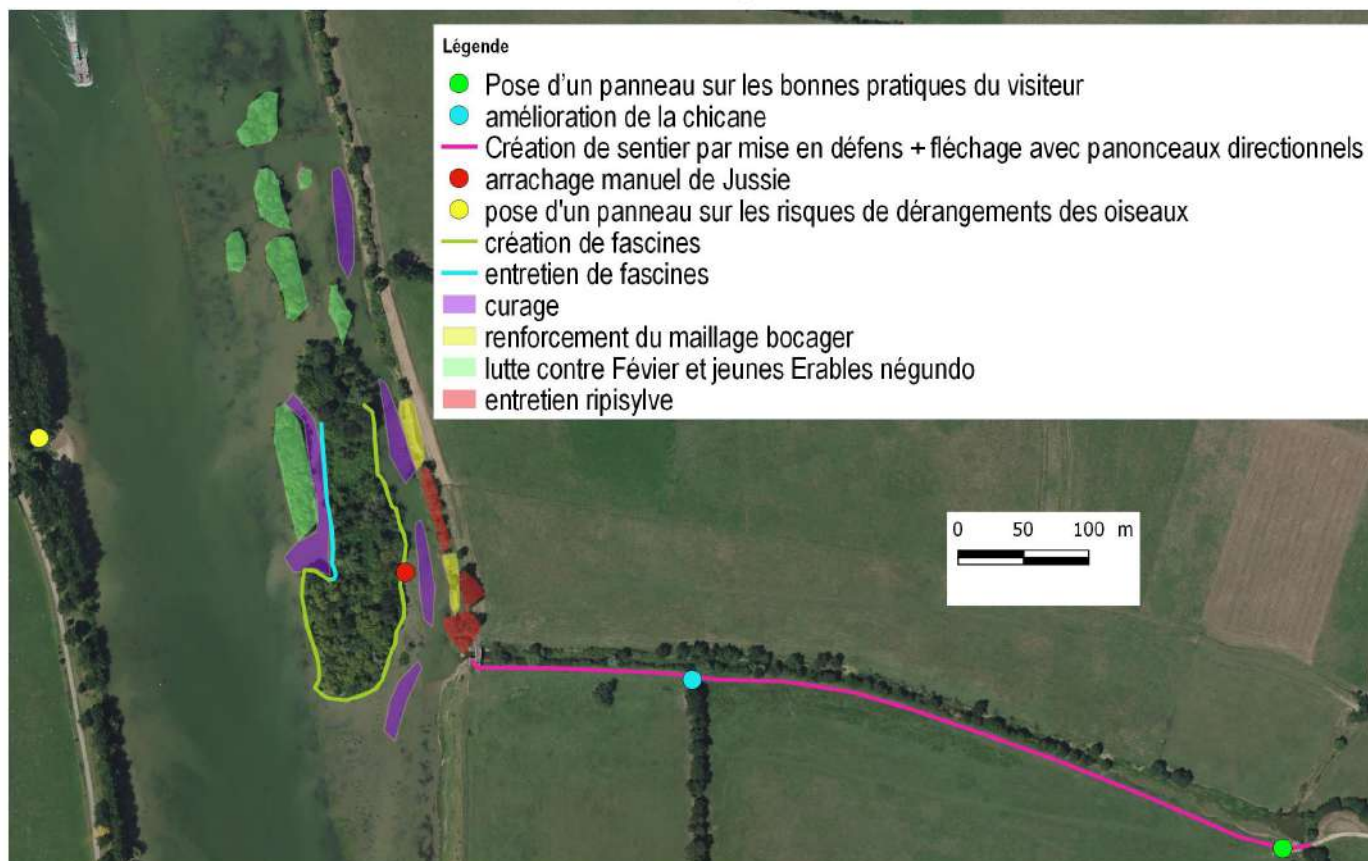 Légende
Pose d'un panneau sur les bonnes pratiques du visiteur
amélioration de la chicane
Création de sentier par mise en défens + fléchage avec panonceaux directionnels
arrachage manuel de Jussie
pose d'un panneau sur les risques de dérangements des oiseaux
création de fascines
entretien de fascines
curage
renforcement du maillage bocager
lutte contre Févier et jeunes Erables négundo
entretien ripisylve
0 50 100 m